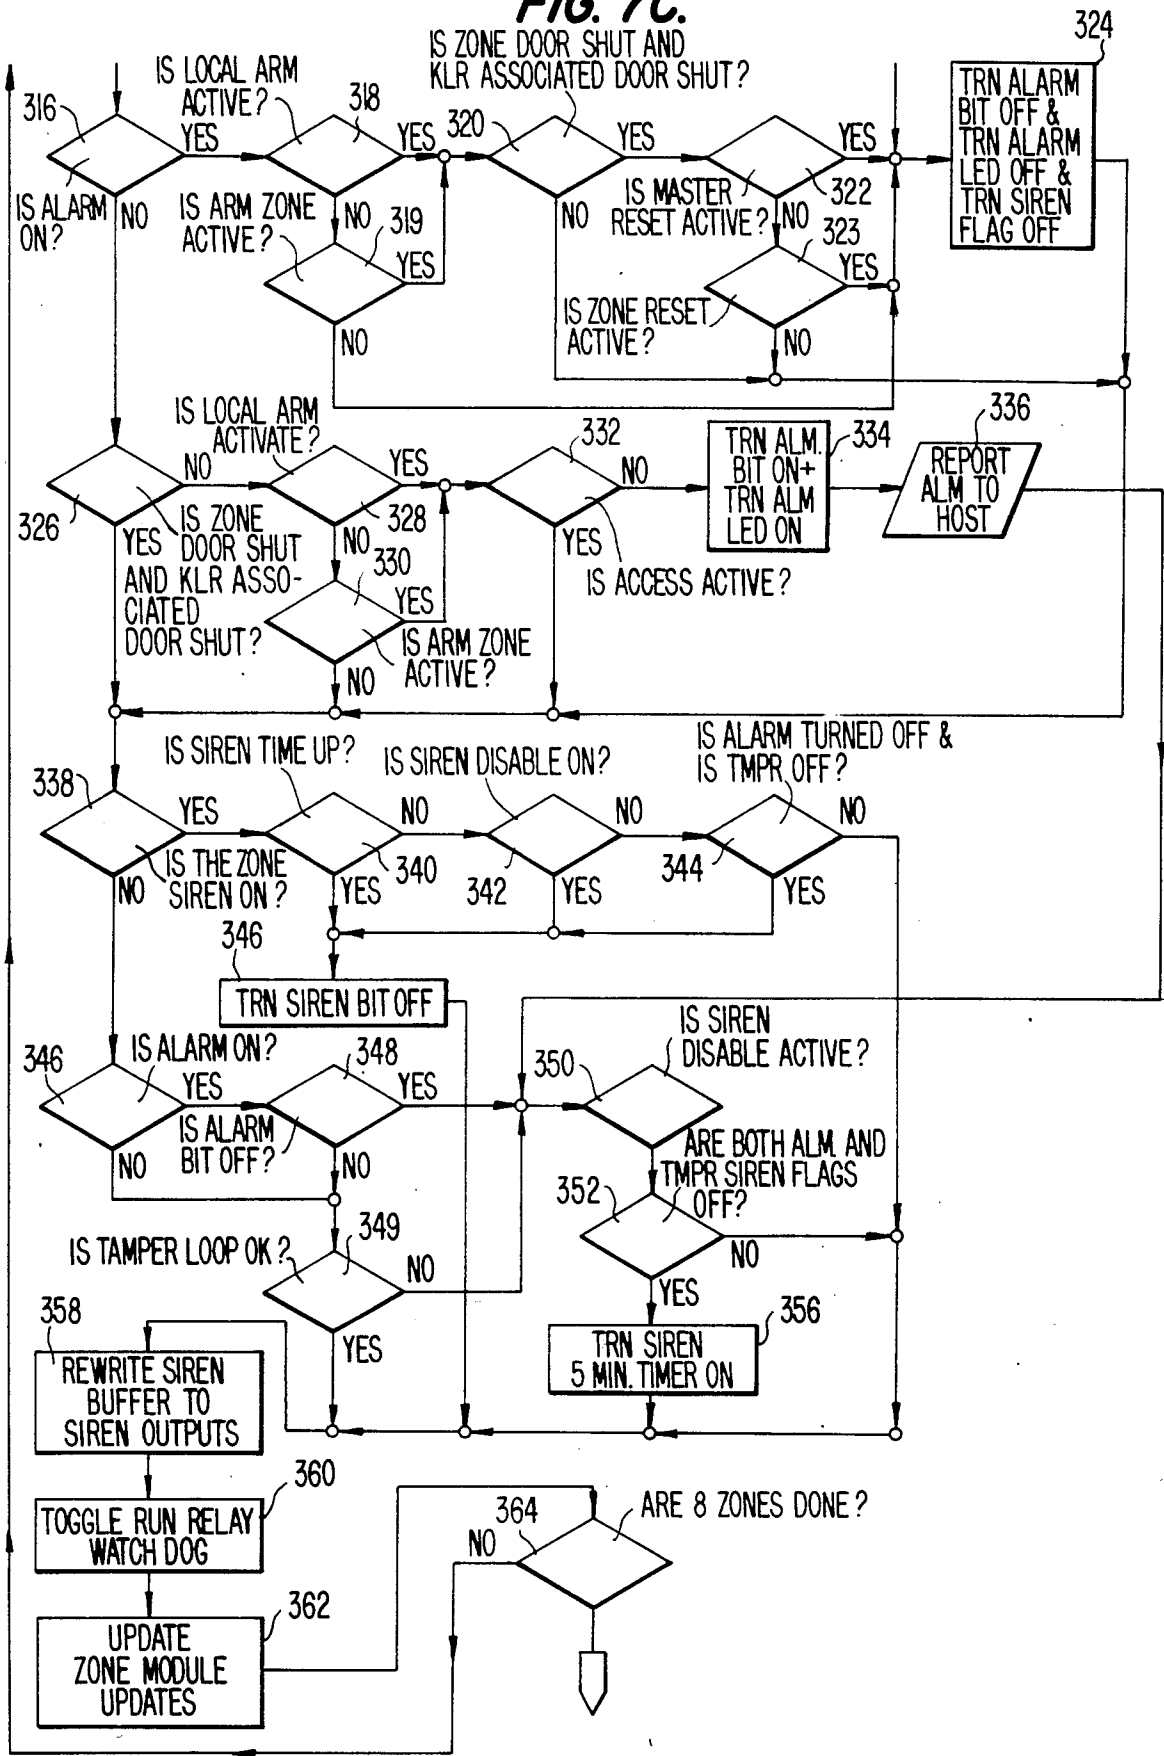 FIG. 7C.
324
IS ZONE DOOR SHUT AND
KLR ASSOCIATED DOOR SHUT?
IS LOCAL ARM
ACTIVE?
316
318
320
YES
YES
YES
YES
TRN ALARM
BIT OFF &
TRN ALARM
LED OFF &
TRN SIREN
FLAG OFF
IS ALARM
ON?
NO
IS ARM ZONE
ACTIVE?
NO
319
YES
NO
NO
IS MASTER
RESET ACTIVE?
322
NO
323
YES
IS ZONE RESET
ACTIVE?
NO
IS LOCAL ARM
ACTIVATE?
326
NO
YES
328
332
NO
TRN ALM.
BIT ON+
TRN ALM
LED ON
334
336
REPORT
ALM TO
HOST
YES
IS ZONE
DOOR SHUT
AND KLR ASSO-
CIATED
DOOR SHUT?
NO
330
YES
IS ARM ZONE
ACTIVE?
NO
YES
IS ACCESS ACTIVE?
IS SIREN TIME UP?
IS SIREN DISABLE ON?
IS ALARM TURNED OFF &
IS TMPR OFF?
338
YES
NO
NO
NO
IS THE ZONE
SIREN ON?
NO
340
YES
342
YES
344
YES
346
TRN SIREN BIT OFF
IS SIREN
DISABLE ACTIVE?
346
IS ALARM ON?
YES
348
YES
350
IS ALARM
BIT OFF?
NO
NO
ARE BOTH ALM. AND
TMPR SIREN FLAGS
OFF?
352
NO
YES
IS TAMPER LOOP OK?
349
NO
YES
TRN SIREN
5 MIN. TIMER ON
356
358
REWRITE SIREN
BUFFER TO
SIREN OUTPUTS
360
TOGGLE RUN RELAY
WATCH DOG
362
UPDATE
ZONE MODULE
UPDATES
364
ARE 8 ZONES DONE?
NO